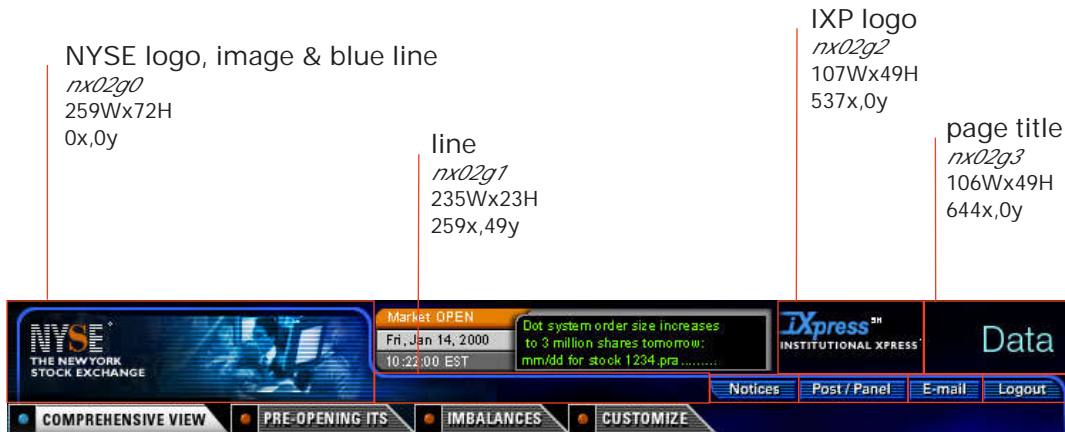 NYSE logo, image & blue line
nx02g0
259Wx72H
0x,0y
line
nx02g1
235Wx23H
259x,49y
IXP logo
nx02g2
107Wx49H
537x,0y
page title
nx02g3
106Wx49H
644x,0y
NYSE
THE NEW YORK
STOCK EXCHANGE
Market OPEN
Fri, Jan 14, 2000
10:22:00 EST
Dot system order size increases
to 3 million shares tomorrow:
mm/dd for stock 1234.pra.........
iXpress SM
INSTITUTIONAL XPRESS
Data
Notices
Post / Panel
E-mail
Logout
COMPREHENSIVE VIEW
PRE-OPENING ITS
IMBALANCES
CUSTOMIZE